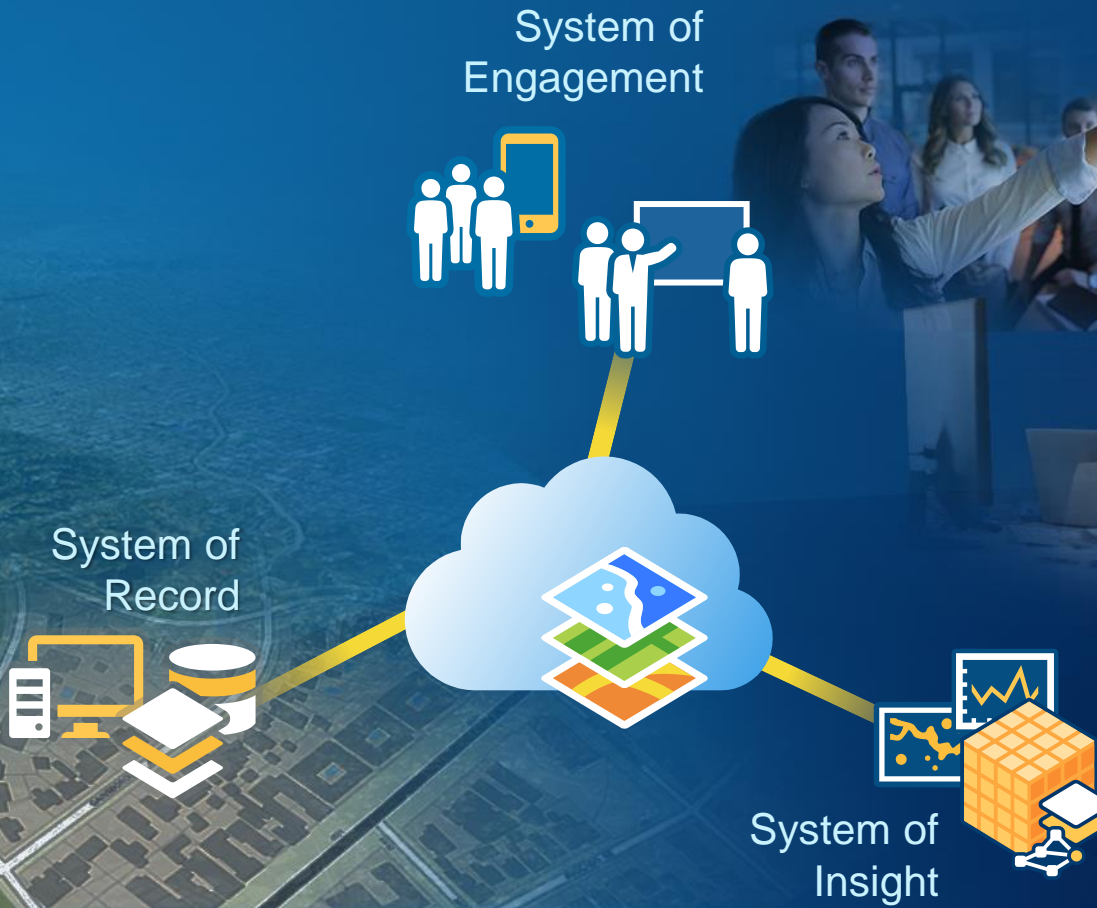 System of
Engagement
System of
Record
System of
Insight